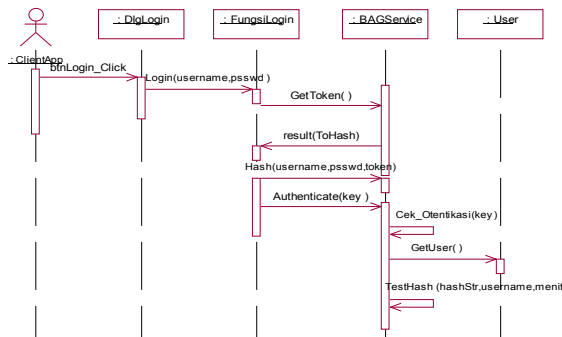 : DlgLogin
: FungsiLogin
: BAGService
: User
: ClientApp
btnLogin_Click
Login(username,psswd )
GetToken( )
result(ToHash)
Hash(username,psswd,token)
Authenticate(key )
Cek_Otentikasi(key )
GetUser( )
TestHash (hashStr,username,menit